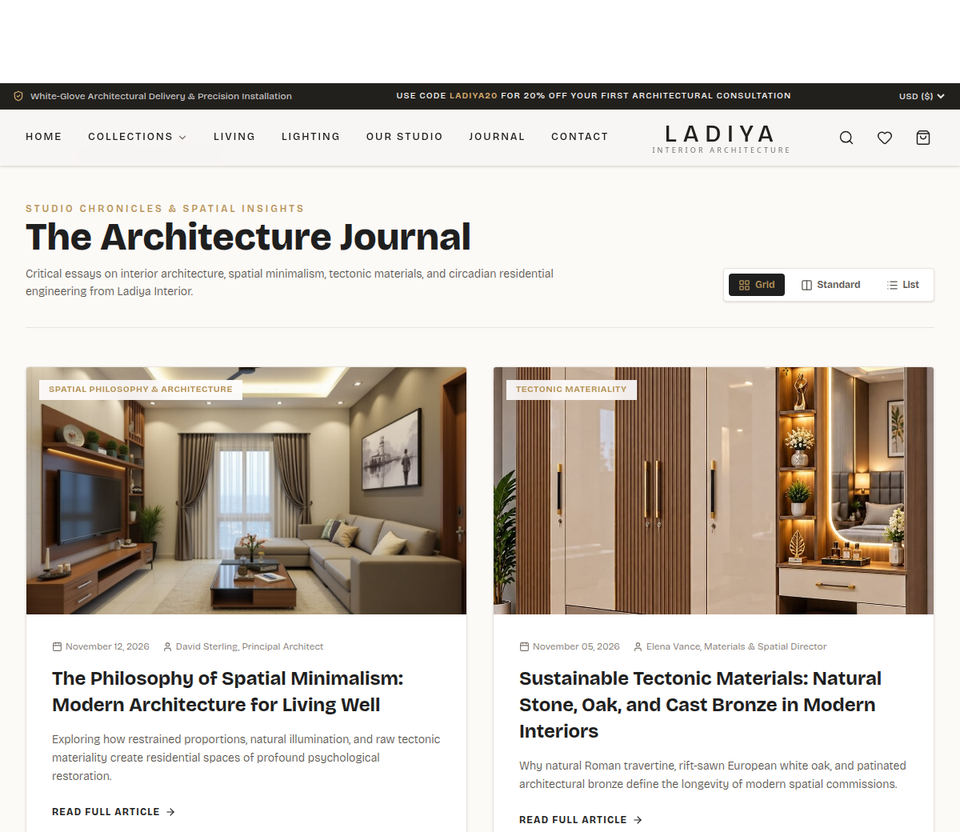 White-Glove Architectural Delivery & Precision Installation
USE CODE LADIYA20 FOR 20% OFF YOUR FIRST ARCHITECTURAL CONSULTATION
USD ($)
HOME COLLECTIONS LIVING LIGHTING OUR STUDIO JOURNAL CONTACT
LADIYA
INTERIOR ARCHITECTURE
STUDIO CHRONICLES & SPATIAL INSIGHTS
The Architecture Journal
Critical essays on interior architecture, spatial minimalism, tectonic materials, and circadian residential
engineering from Ladiya Interior.
Grid Standard List
SPATIAL PHILOSOPHY & ARCHITECTURE
November 12, 2026 David Sterling, Principal Architect
The Philosophy of Spatial Minimalism:
Modern Architecture for Living Well
Exploring how restrained proportions, natural illumination, and raw tectonic
materiality create residential spaces of profound psychological
restoration.
READ FULL ARTICLE
TECTONIC MATERIALITY
November 05, 2026 Elena Vance, Materials & Spatial Director
Sustainable Tectonic Materials: Natural
Stone, Oak, and Cast Bronze in Modern
Interiors
Why natural Roman travertine, rift-sawn European white oak, and patinated
architectural bronze define the longevity of modern spatial commissions.
READ FULL ARTICLE